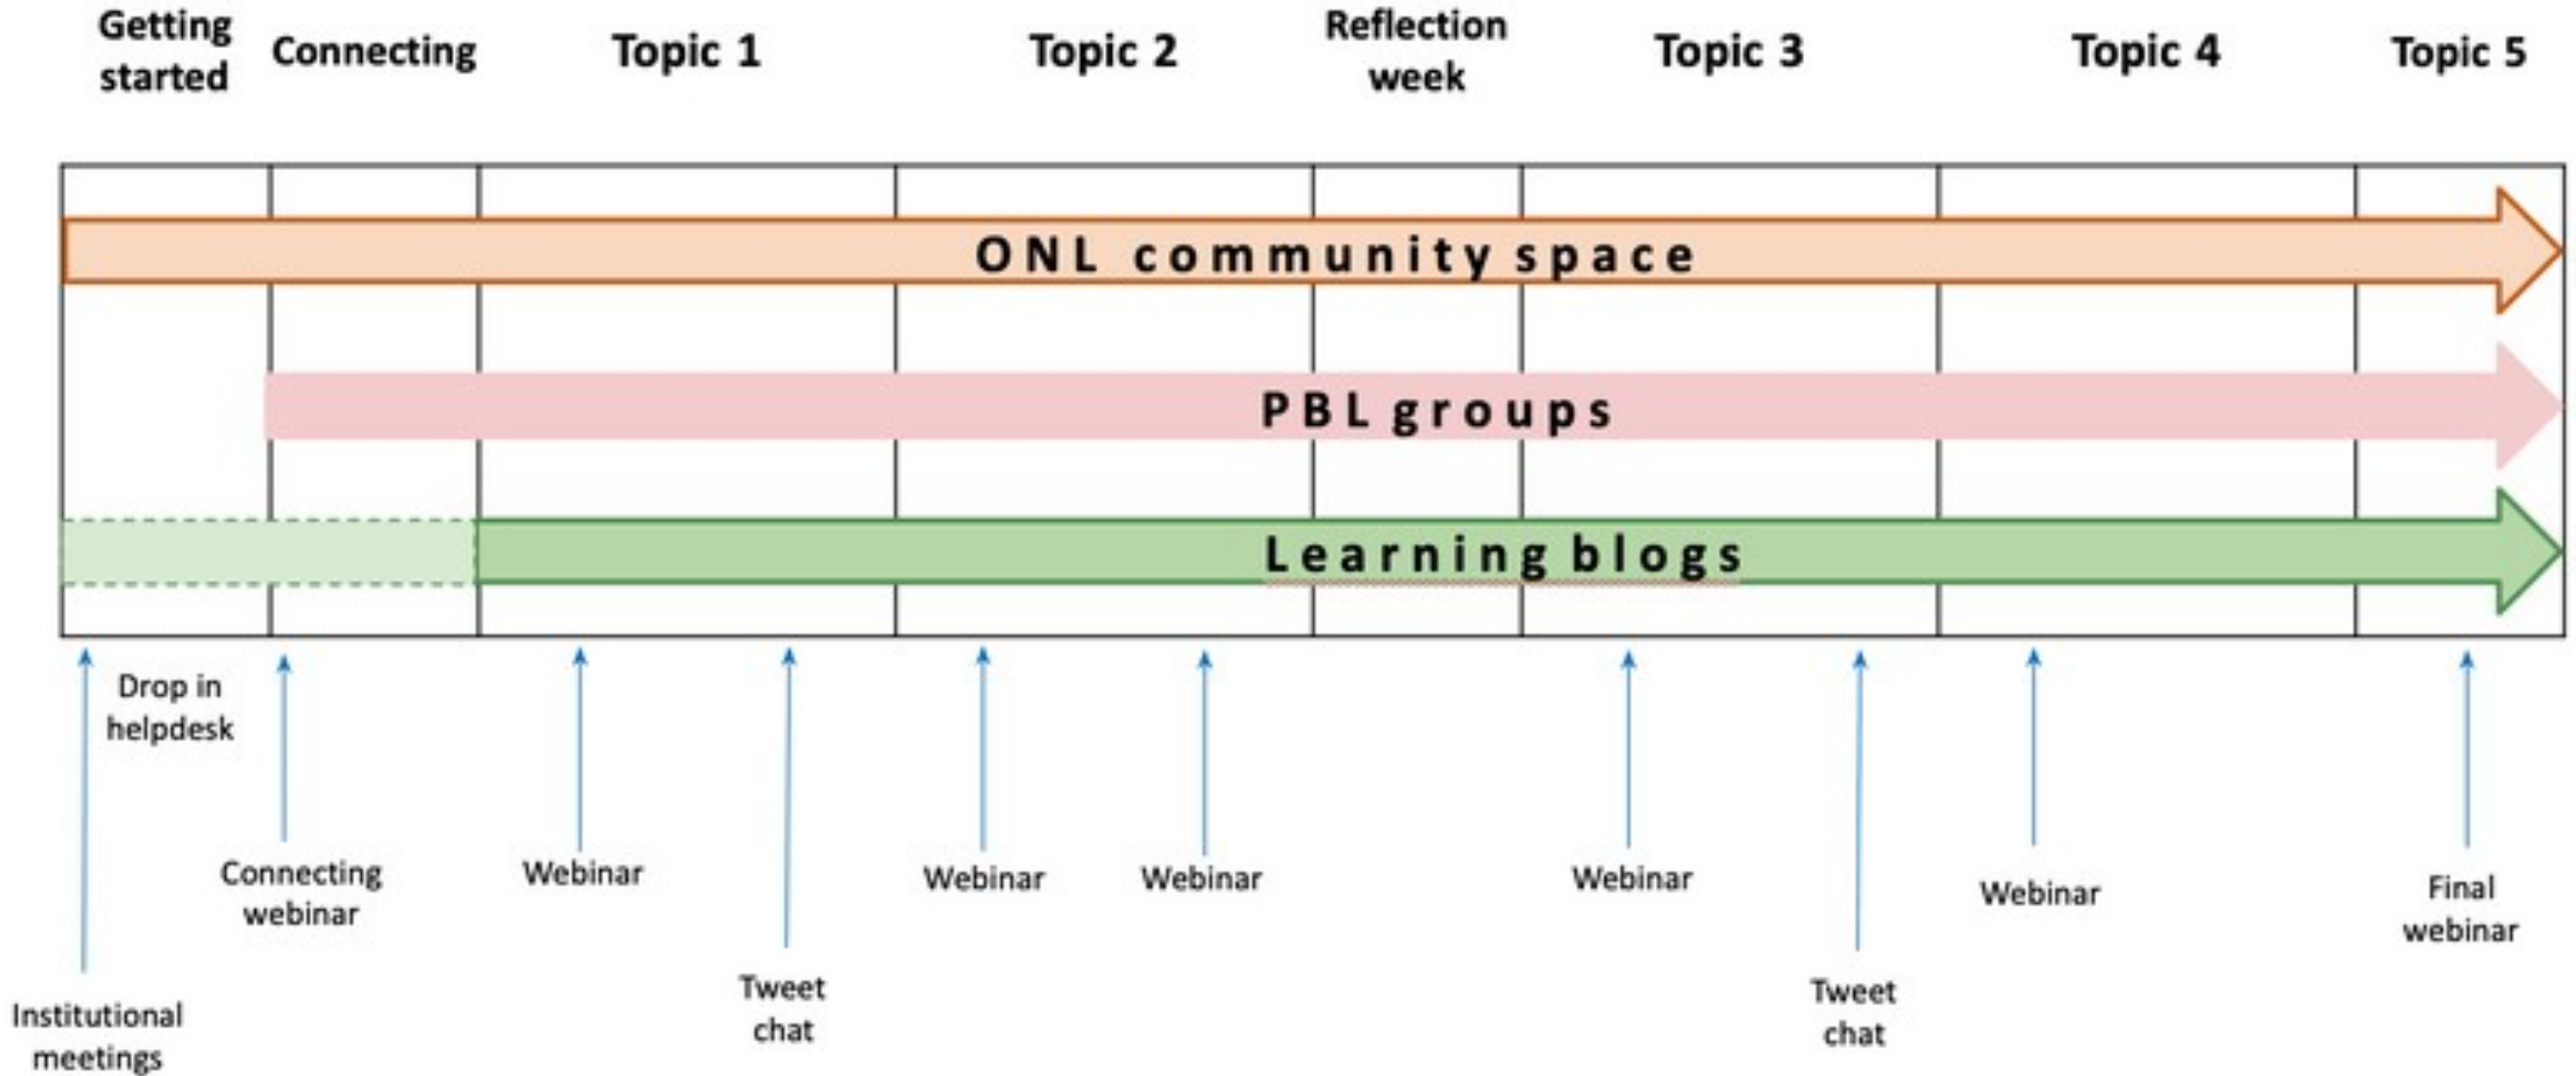 Getting
started
Connecting
Topic 1
Topic 2
Reflection
week
Topic 3
Topic 4
Topic 5
ONL community space
PBL groups
Learning blogs
Drop in
helpdesk
Connecting
webinar
Webinar
Webinar
Webinar
Webinar
Webinar
Final
webinar
Institutional
meetings
Tweet
chat
Tweet
chat